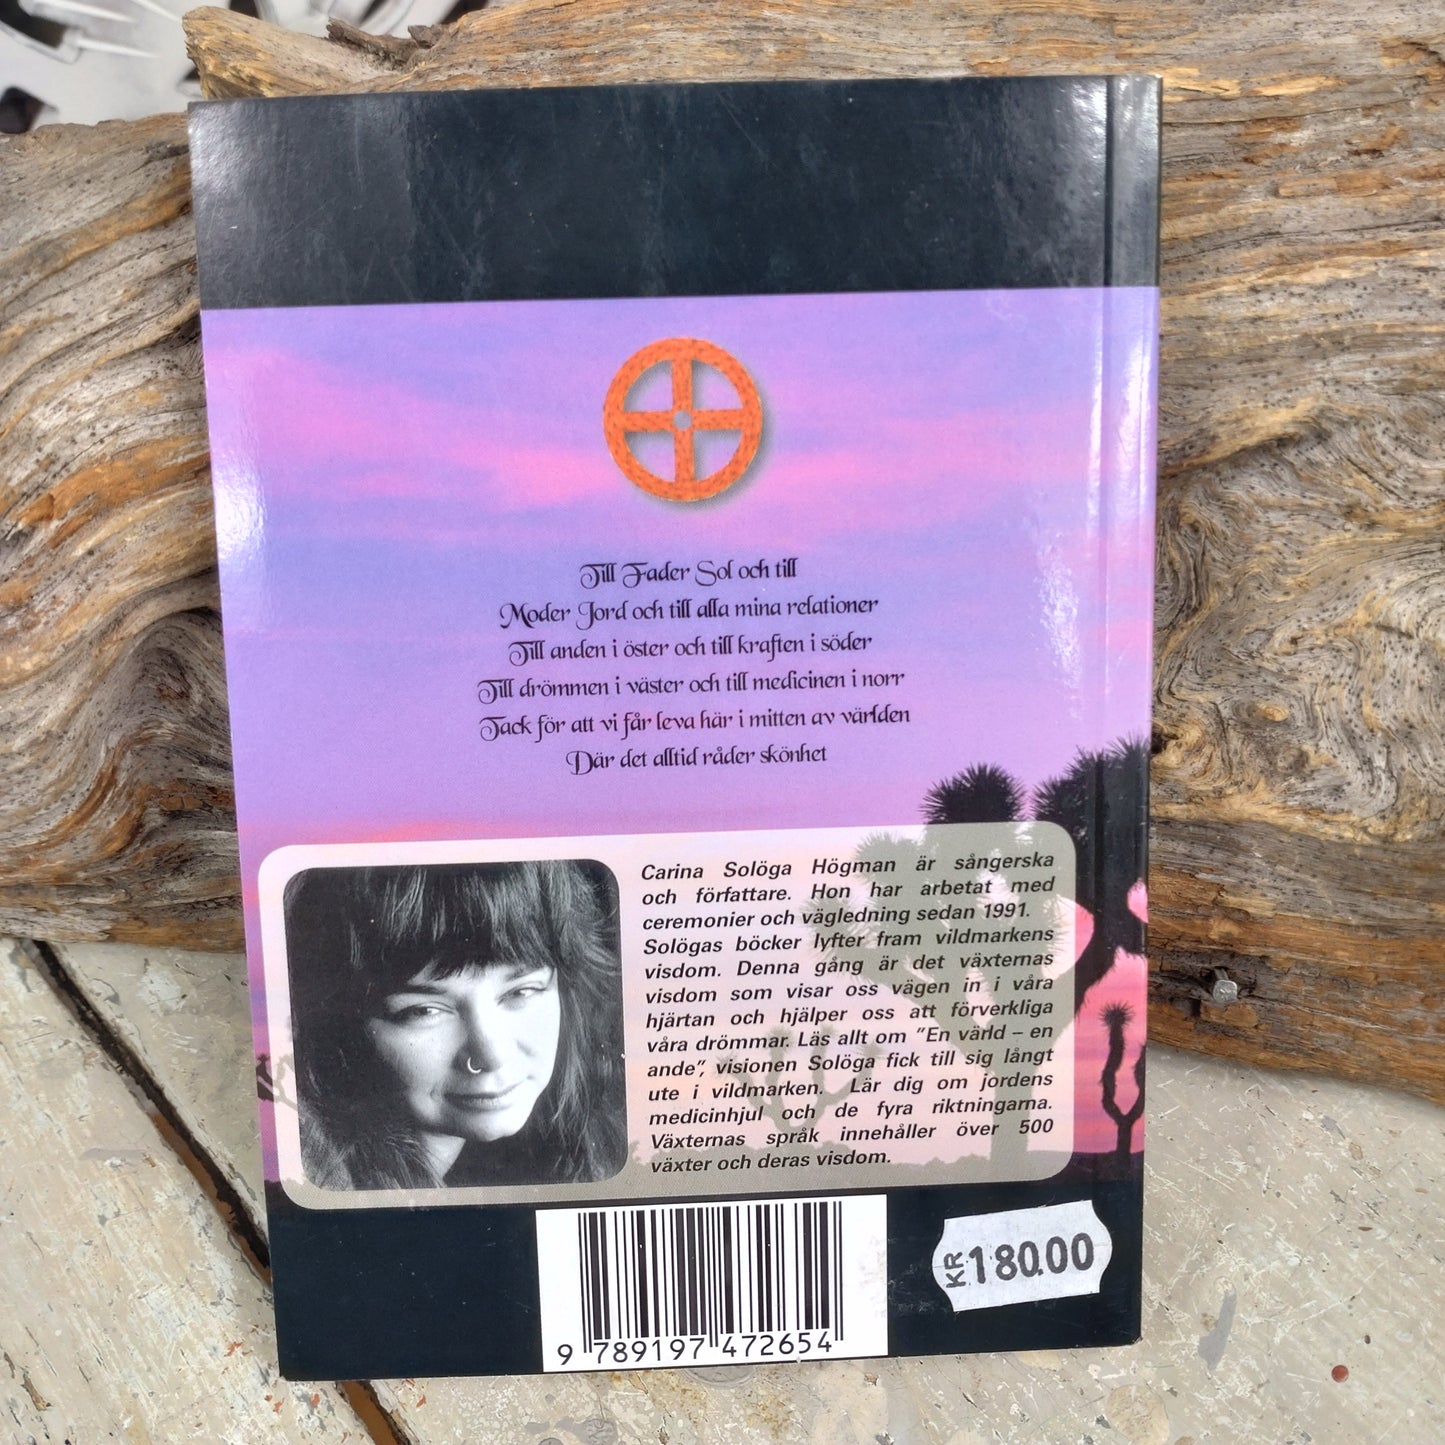 Till Fader Sol och till
Moder Jord och till alla mina relationer
Till anden i öster och till kraften i söder
Till drömmen i väster och till medicinen i norr
Tack för att vi får leva här i mitten av världen
Där det alltid råder skönhet
Carina Solöga Högman är sångerska
och författare. Hon har arbetat med
ceremonier och vägledning sedan 1991.
Solögas böcker lyfter fram vildmarkens
visdom. Denna gång är det växternas
visdom som visar oss vägen in i våra
hjärtan och hjälper oss att förverkliga
våra drömmar. Läs allt om ”En värld – en
ande”, visionen Solöga fick till sig långt
ute i vildmarken. Lär dig om jordens
medicinhjul och de fyra riktningarna.
Växternas språk innehåller över 500
växter och deras visdom.
KR 180.00
9 789197 472654